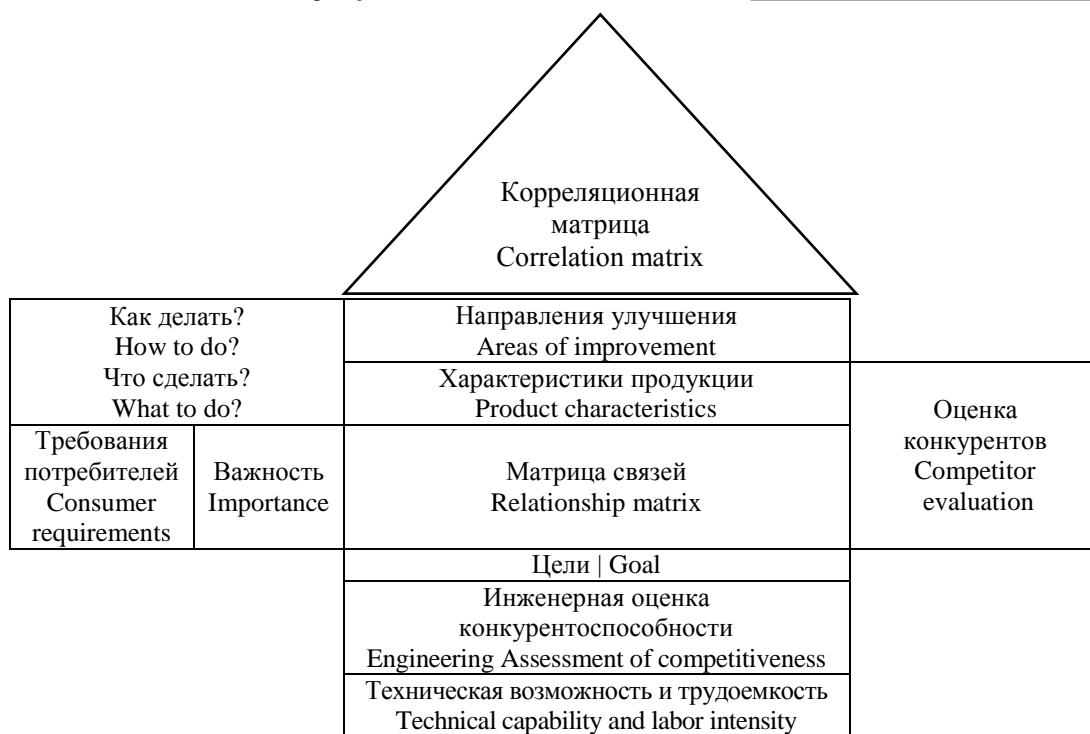 Корреляционная
матрица
Correlation matrix
Как делать?
How to do?
Что сделать?
What to do?
Направления улучшения
Areas of improvement
Характеристики продукции
Product characteristics
Требования
потребителей
Consumer
requirements
Важность
Importance
Матрица связей
Relationship matrix
Оценка
конкурентов
Competitor
evaluation
Цели | Goal
Инженерная оценка
конкурентоспособности
Engineering Assessment of competitiveness
Техническая возможность и трудоемкость
Technical capability and labor intensity